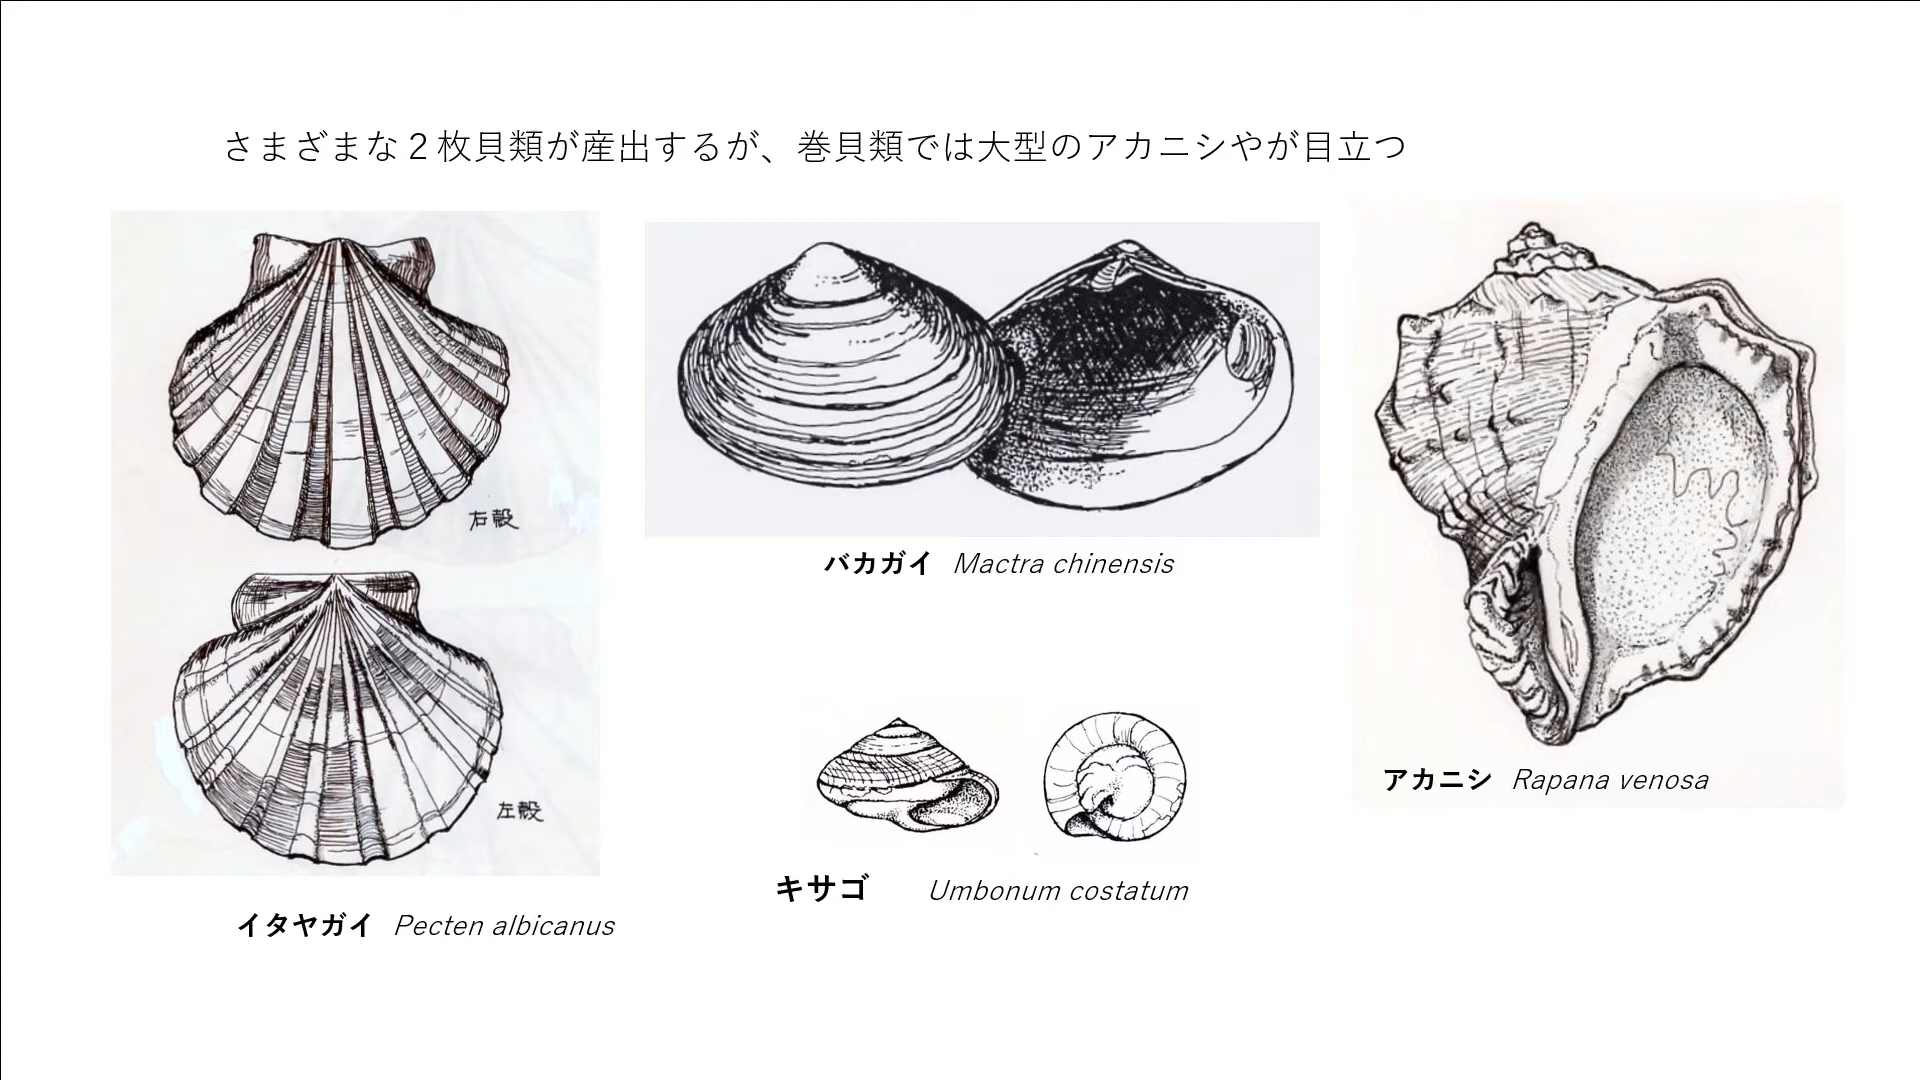 さまざまな２枚貝類が産出するが、巻貝類では大型のアカニシやが目立つ
右殻
左殻
イタヤガイ Pecten albicanus
バカガイ Mactra chinensis
キサゴ Umbonum costatum
アカニシ Rapana venosa